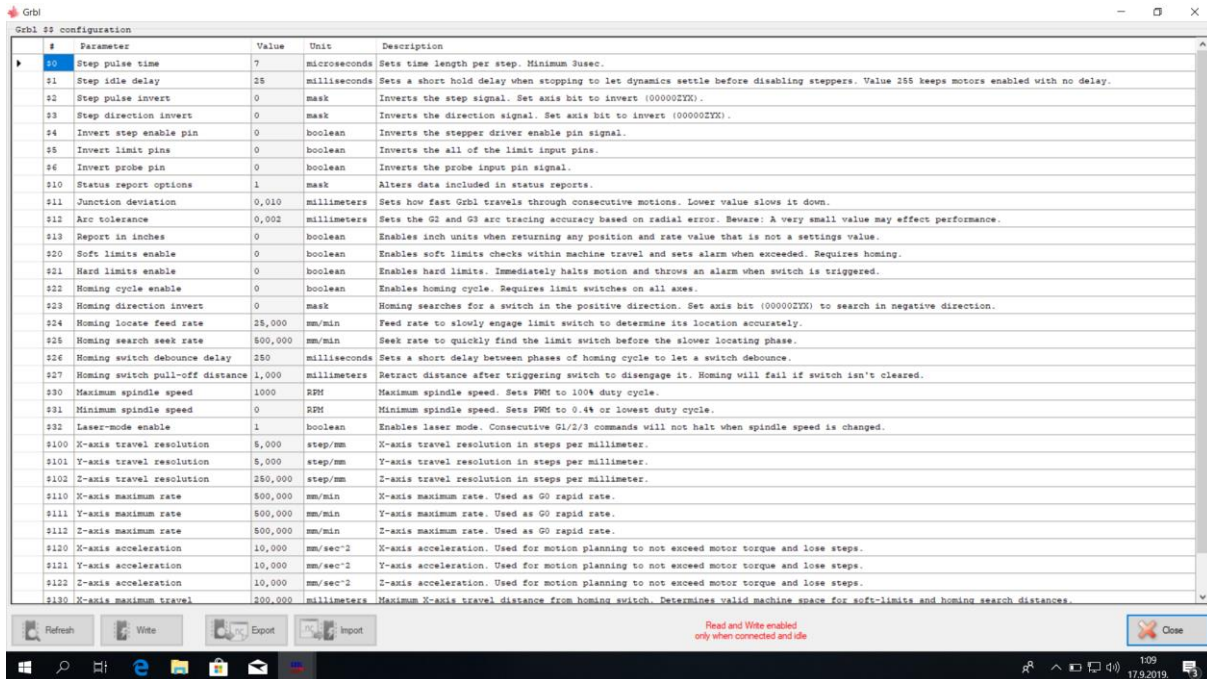 Grbl
Grbl $$ configuration
# Parameter Value Unit Description
$0 Step pulse time 7 microseconds Sets time length per step. Minimum 3usec.
$1 Step idle delay 25 milliseconds Sets a short hold delay when stopping to let dynamics settle before disabling steppers. Value 255 keeps motors enabled with no delay.
$2 Step pulse invert 0 mask Inverts the step signal. Set axis bit to invert (00000ZYX).
$3 Step direction invert 0 mask Inverts the direction signal. Set axis bit to invert (00000ZYX).
$4 Invert step enable pin 0 boolean Inverts the stepper driver enable pin signal.
$5 Invert limit pins 0 boolean Inverts the all of the limit input pins.
$6 Invert probe pin 0 boolean Inverts the probe input pin signal.
$10 Status report options 1 mask Alters data included in status reports.
$11 Junction deviation 0,010 millimeters Sets how fast Grbl travels through consecutive motions. Lower value slows it down.
$12 Arc tolerance 0,002 millimeters Sets the G2 and G3 arc tracing accuracy based on radial error. Beware: A very small value may effect performance.
$13 Report in inches 0 boolean Enables inch units when returning any position and rate value that is not a settings value.
$20 Soft limits enable 0 boolean Enables soft limits checks within machine travel and sets alarm when exceeded. Requires homing.
$21 Hard limits enable 0 boolean Enables hard limits. Immediately halts motion and throws an alarm when switch is triggered.
$22 Homing cycle enable 0 boolean Enables homing cycle. Requires limit switches on all axes.
$23 Homing direction invert 0 mask Homing searches for a switch in the positive direction. Set axis bit (00000ZYX) to search in negative direction.
$24 Homing locate feed rate 25,000 mm/min Feed rate to slowly engage limit switch to determine its location accurately.
$25 Homing search seek rate 500,000 mm/min Seek rate to quickly find the limit switch before the slower locating phase.
$26 Homing switch debounce delay 250 milliseconds Sets a short delay between phases of homing cycle to let a switch debounce.
$27 Homing switch pull-off distance 1,000 millimeters Retract distance after triggering switch to disengage it. Homing will fail if switch isn't cleared.
$30 Maximum spindle speed 1000 RPM Maximum spindle speed. Sets PWM to 100% duty cycle.
$31 Minimum spindle speed 0 RPM Minimum spindle speed. Sets PWM to 0.4% or lowest duty cycle.
$32 Laser-mode enable 1 boolean Enables laser mode. Consecutive G1/2/3 commands will not halt when spindle speed is changed.
$100 X-axis travel resolution 5,000 step/mm X-axis travel resolution in steps per millimeter.
$101 Y-axis travel resolution 5,000 step/mm Y-axis travel resolution in steps per millimeter.
$102 Z-axis travel resolution 250,000 step/mm Z-axis travel resolution in steps per millimeter.
$110 X-axis maximum rate 500,000 mm/min X-axis maximum rate. Used as G0 rapid rate.
$111 Y-axis maximum rate 500,000 mm/min Y-axis maximum rate. Used as G0 rapid rate.
$112 Z-axis maximum rate 500,000 mm/min Z-axis maximum rate. Used as G0 rapid rate.
$120 X-axis acceleration 10,000 mm/sec^2 X-axis acceleration. Used for motion planning to not exceed motor torque and lose steps.
$121 Y-axis acceleration 10,000 mm/sec^2 Y-axis acceleration. Used for motion planning to not exceed motor torque and lose steps.
$122 Z-axis acceleration 10,000 mm/sec^2 Z-axis acceleration. Used for motion planning to not exceed motor torque and lose steps.
$130 X-axis maximum travel 200,000 millimeters Maximum X-axis travel distance from homing switch. Determines valid machine space for soft-limits and homing search distances.
Refresh Write Export Import
Read and Write enabled
only when connected and idle
Close
1:09
17.9.2019.
3